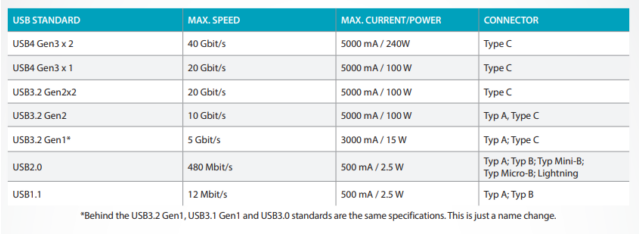 USB STANDARD MAX. SPEED MAX. CURRENT/POWER CONNECTOR
USB4 Gen3 x 2 40 Gbit/s 5000 mA / 240W Type C
USB4 Gen3 x 1 20 Gbit/s 5000 mA / 100 W Type C
USB3.2 Gen2x2 20 Gbit/s 5000 mA / 100 W Type C
USB3.2 Gen2 10 Gbit/s 5000 mA / 100 W Typ A, Type C
USB3.2 Gen1* 5 Gbit/s 3000 mA / 15 W Typ A; Type C
USB2.0 480 Mbit/s 500 mA / 2.5 W Typ A; Typ B; Typ Mini-B;
Typ Micro-B; Lightning
USB1.1 12 Mbit/s 500 mA / 2.5 W Typ A; Typ B
*Behind the USB3.2 Gen1, USB3.1 Gen1 and USB3.0 standards are the same specifications. This is just a name change.